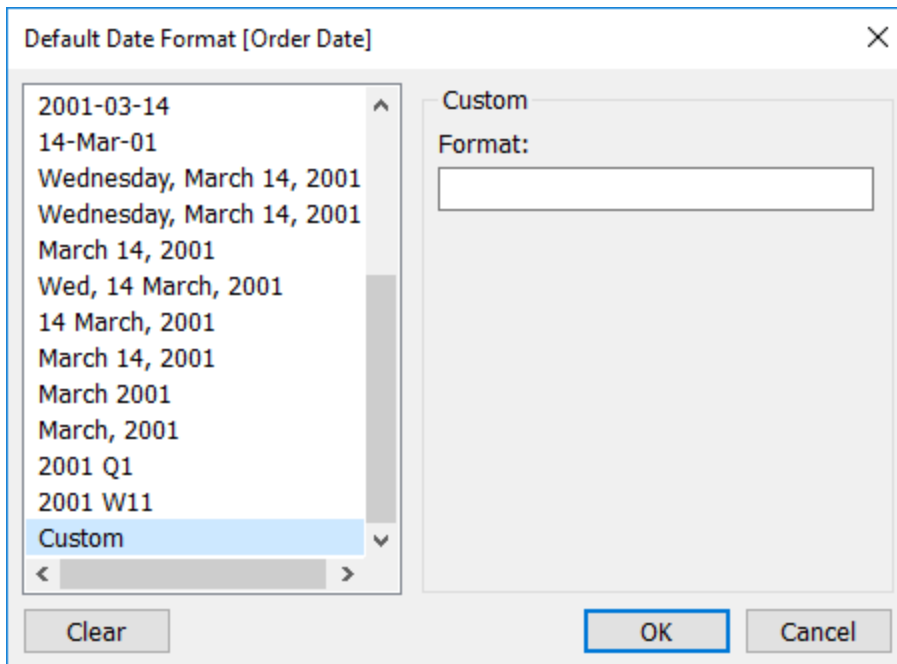 Default Date Format [Order Date]
2001-03-14
14-Mar-01
Wednesday, March 14, 2001
Wednesday, March 14, 2001
March 14, 2001
Wed, 14 March, 2001
14 March, 2001
March 14, 2001
March 2001
March, 2001
2001 Q1
2001 W11
Custom
Custom
Format:
Clear
OK
Cancel